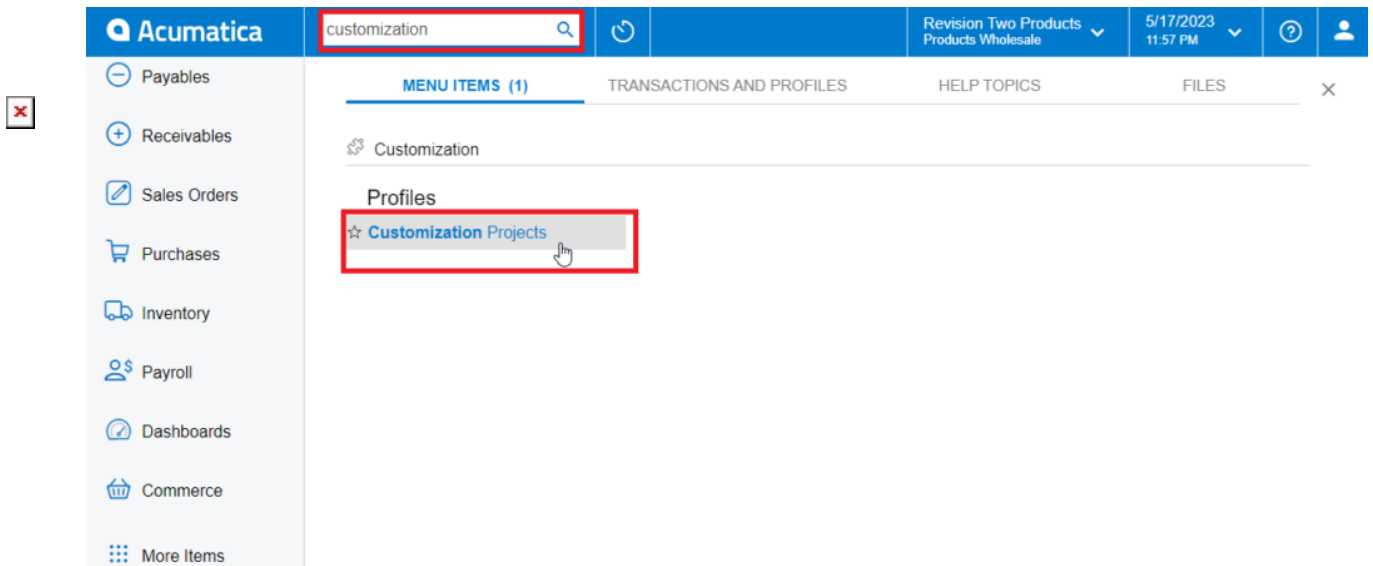 Acumatica
customization
Revision Two Products
Products Wholesale
5/17/2023
11:57 PM
Payables
Receivables
Sales Orders
Purchases
Inventory
Payroll
Dashboards
Commerce
More Items
MENU ITEMS (1)
TRANSACTIONS AND PROFILES
HELP TOPICS
FILES
Customization
Profiles
Customization Projects